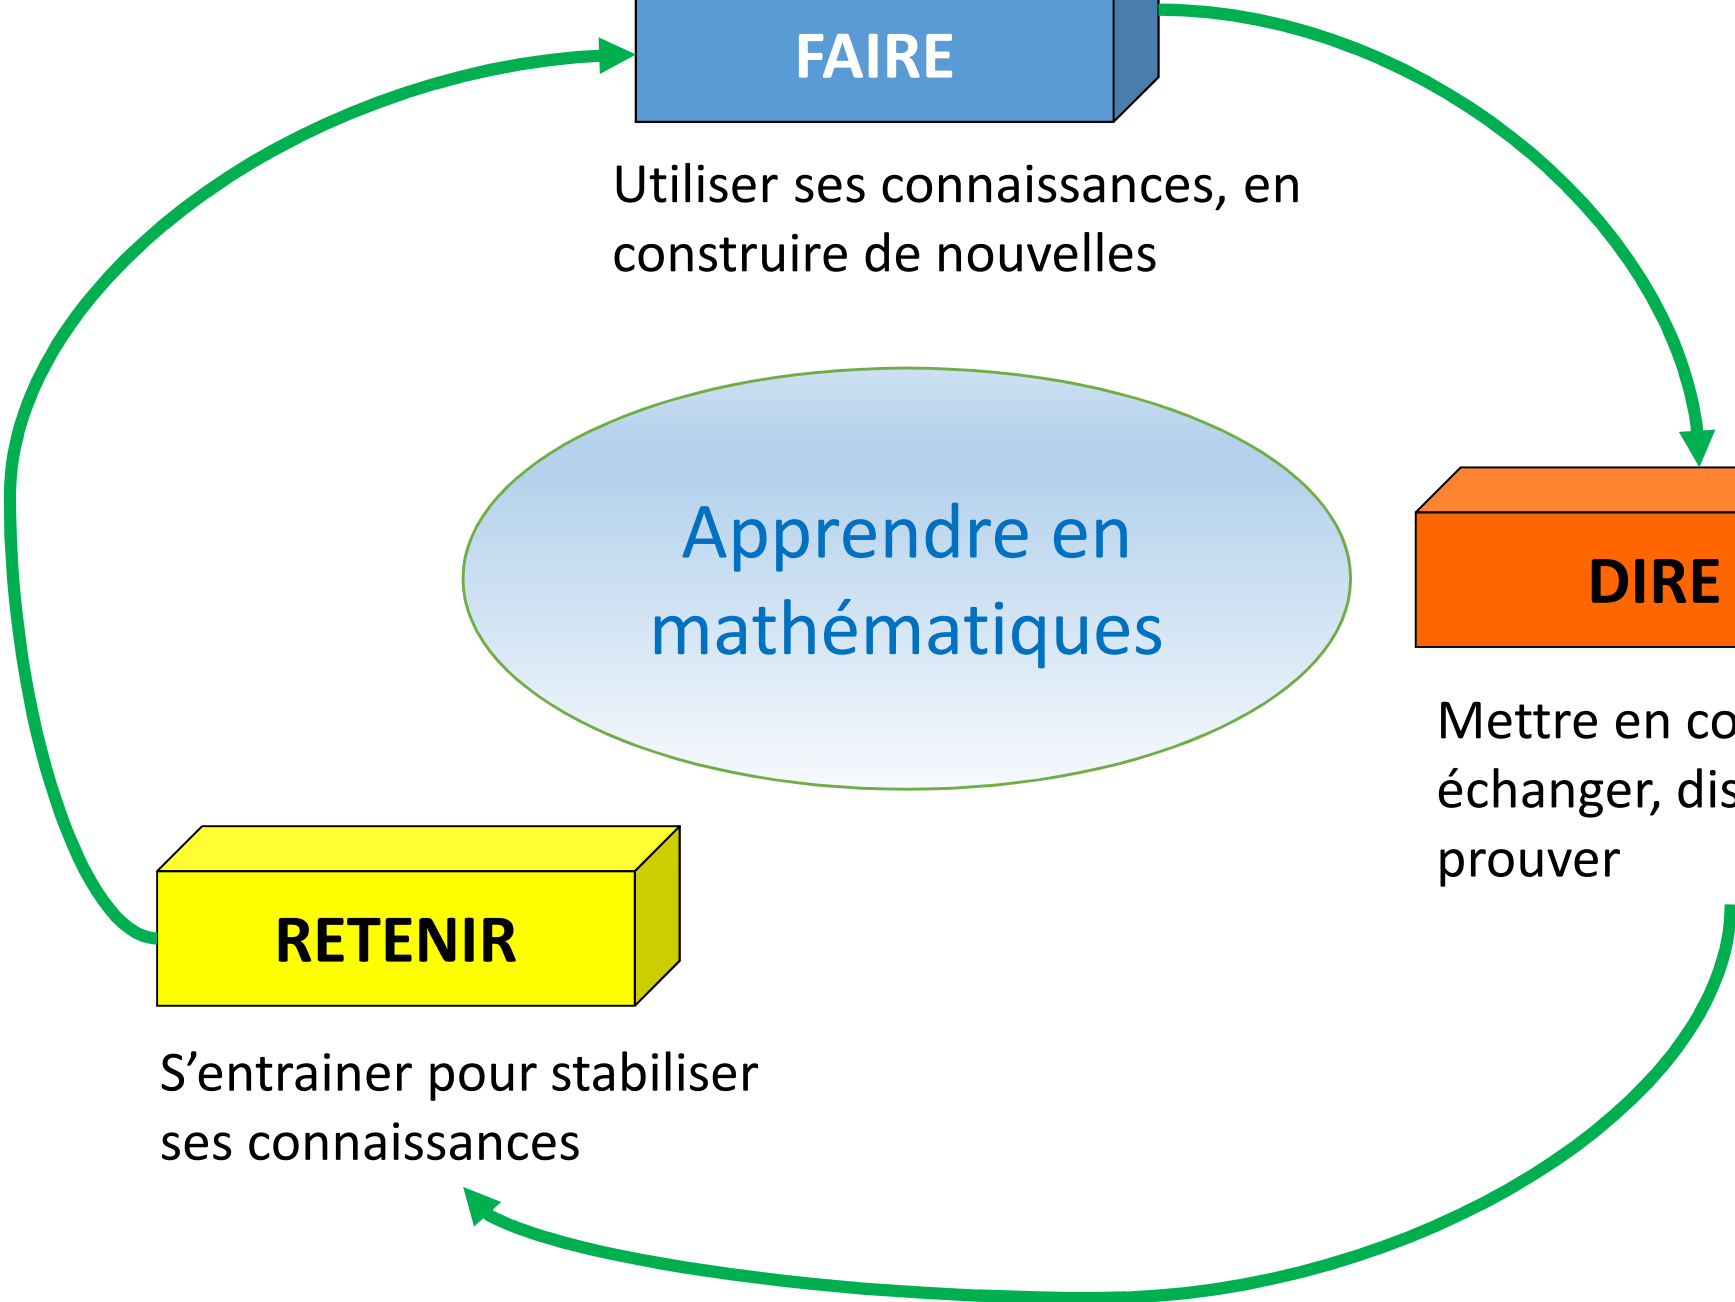 FAIRE
Utiliser ses connaissances, en
construire de nouvelles
Apprendre en
mathématiques
DIRE
Mettre en
échanger,
prouver
RETENIR
S’entrainer pour stabiliser
ses connaissances